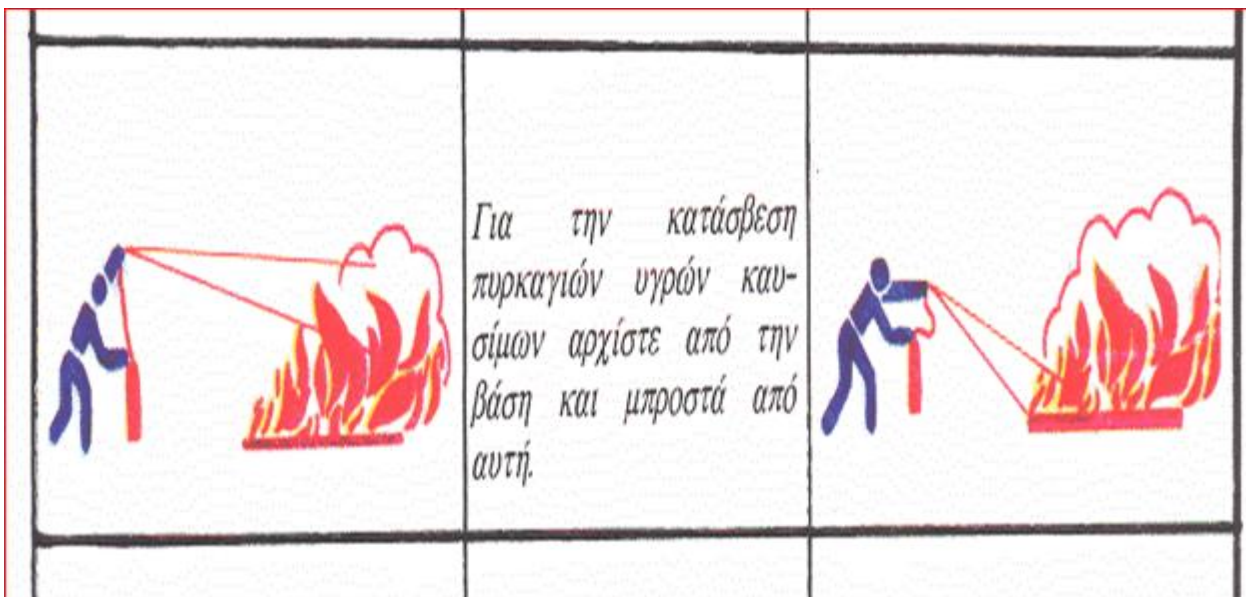 Για την κατάσβεση
πυρκαγιών υγρών καυ-
σίμων αρχίστε από την
βάση και μπροστά από
αυτή.